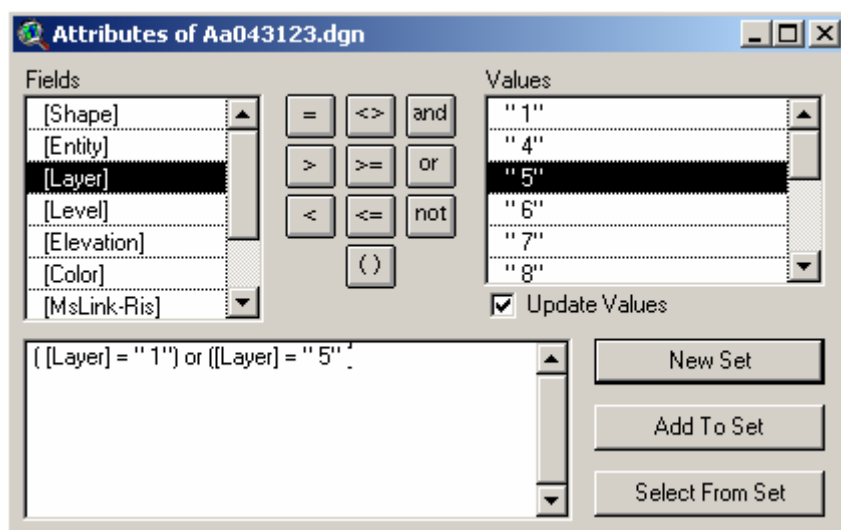 Attributes of Aa043123.dgn
Fields
[Shape]
[Entity]
[Layer]
[Level]
[Elevation]
[Color]
[MsLink-Ris]
= <> and
> >= or
< <= not
( )
Values
" 1"
" 4"
" 5"
" 6"
" 7"
" 8"
Update Values
( [Layer] = " 1") or ([Layer] = " 5"
New Set
Add To Set
Select From Set